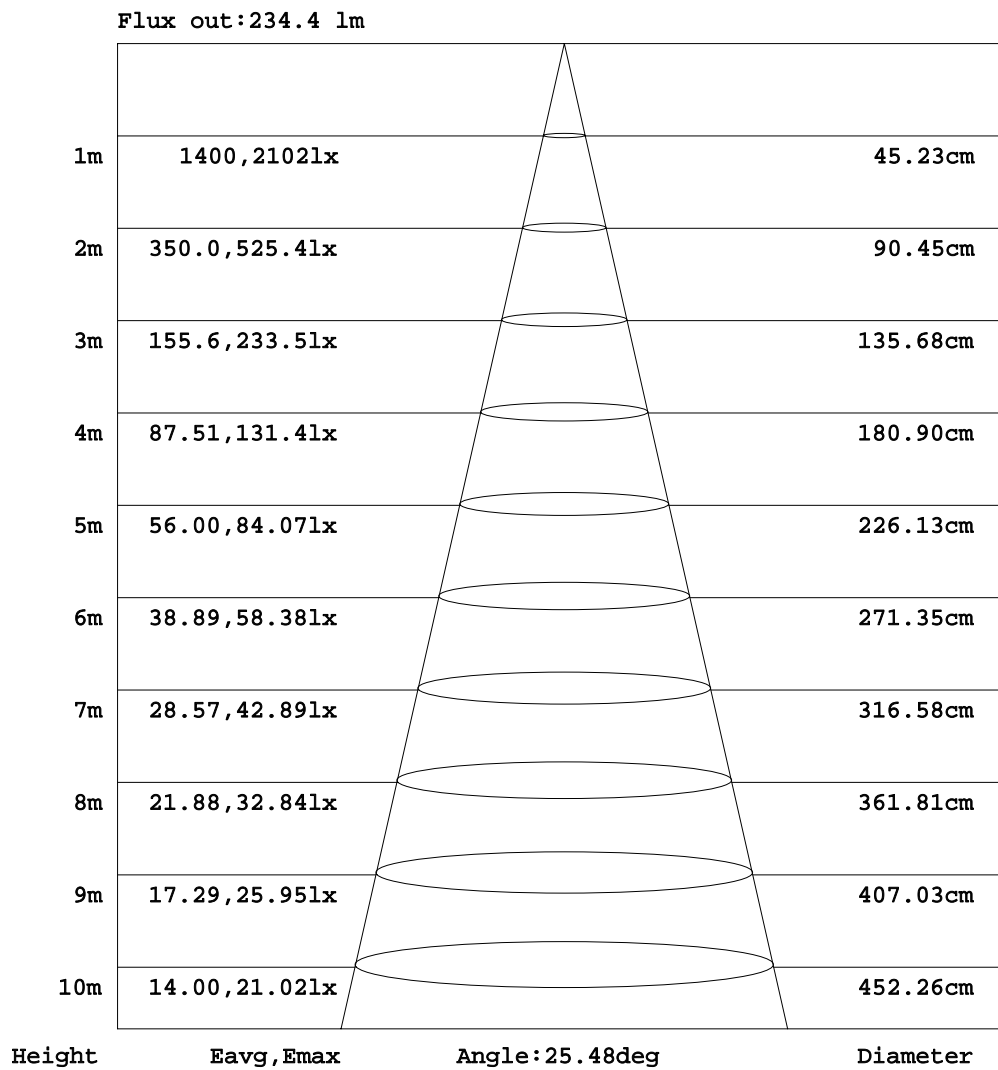 Flux out:234.4 lm
1m 1400,2102lx 45.23cm
2m 350.0,525.4lx 90.45cm
3m 155.6,233.5lx 135.68cm
4m 87.51,131.4lx 180.90cm
5m 56.00,84.07lx 226.13cm
6m 38.89,58.38lx 271.35cm
7m 28.57,42.89lx 316.58cm
8m 21.88,32.84lx 361.81cm
9m 17.29,25.95lx 407.03cm
10m 14.00,21.02lx 452.26cm
Height Eavg,Emax Angle:25.48deg Diameter